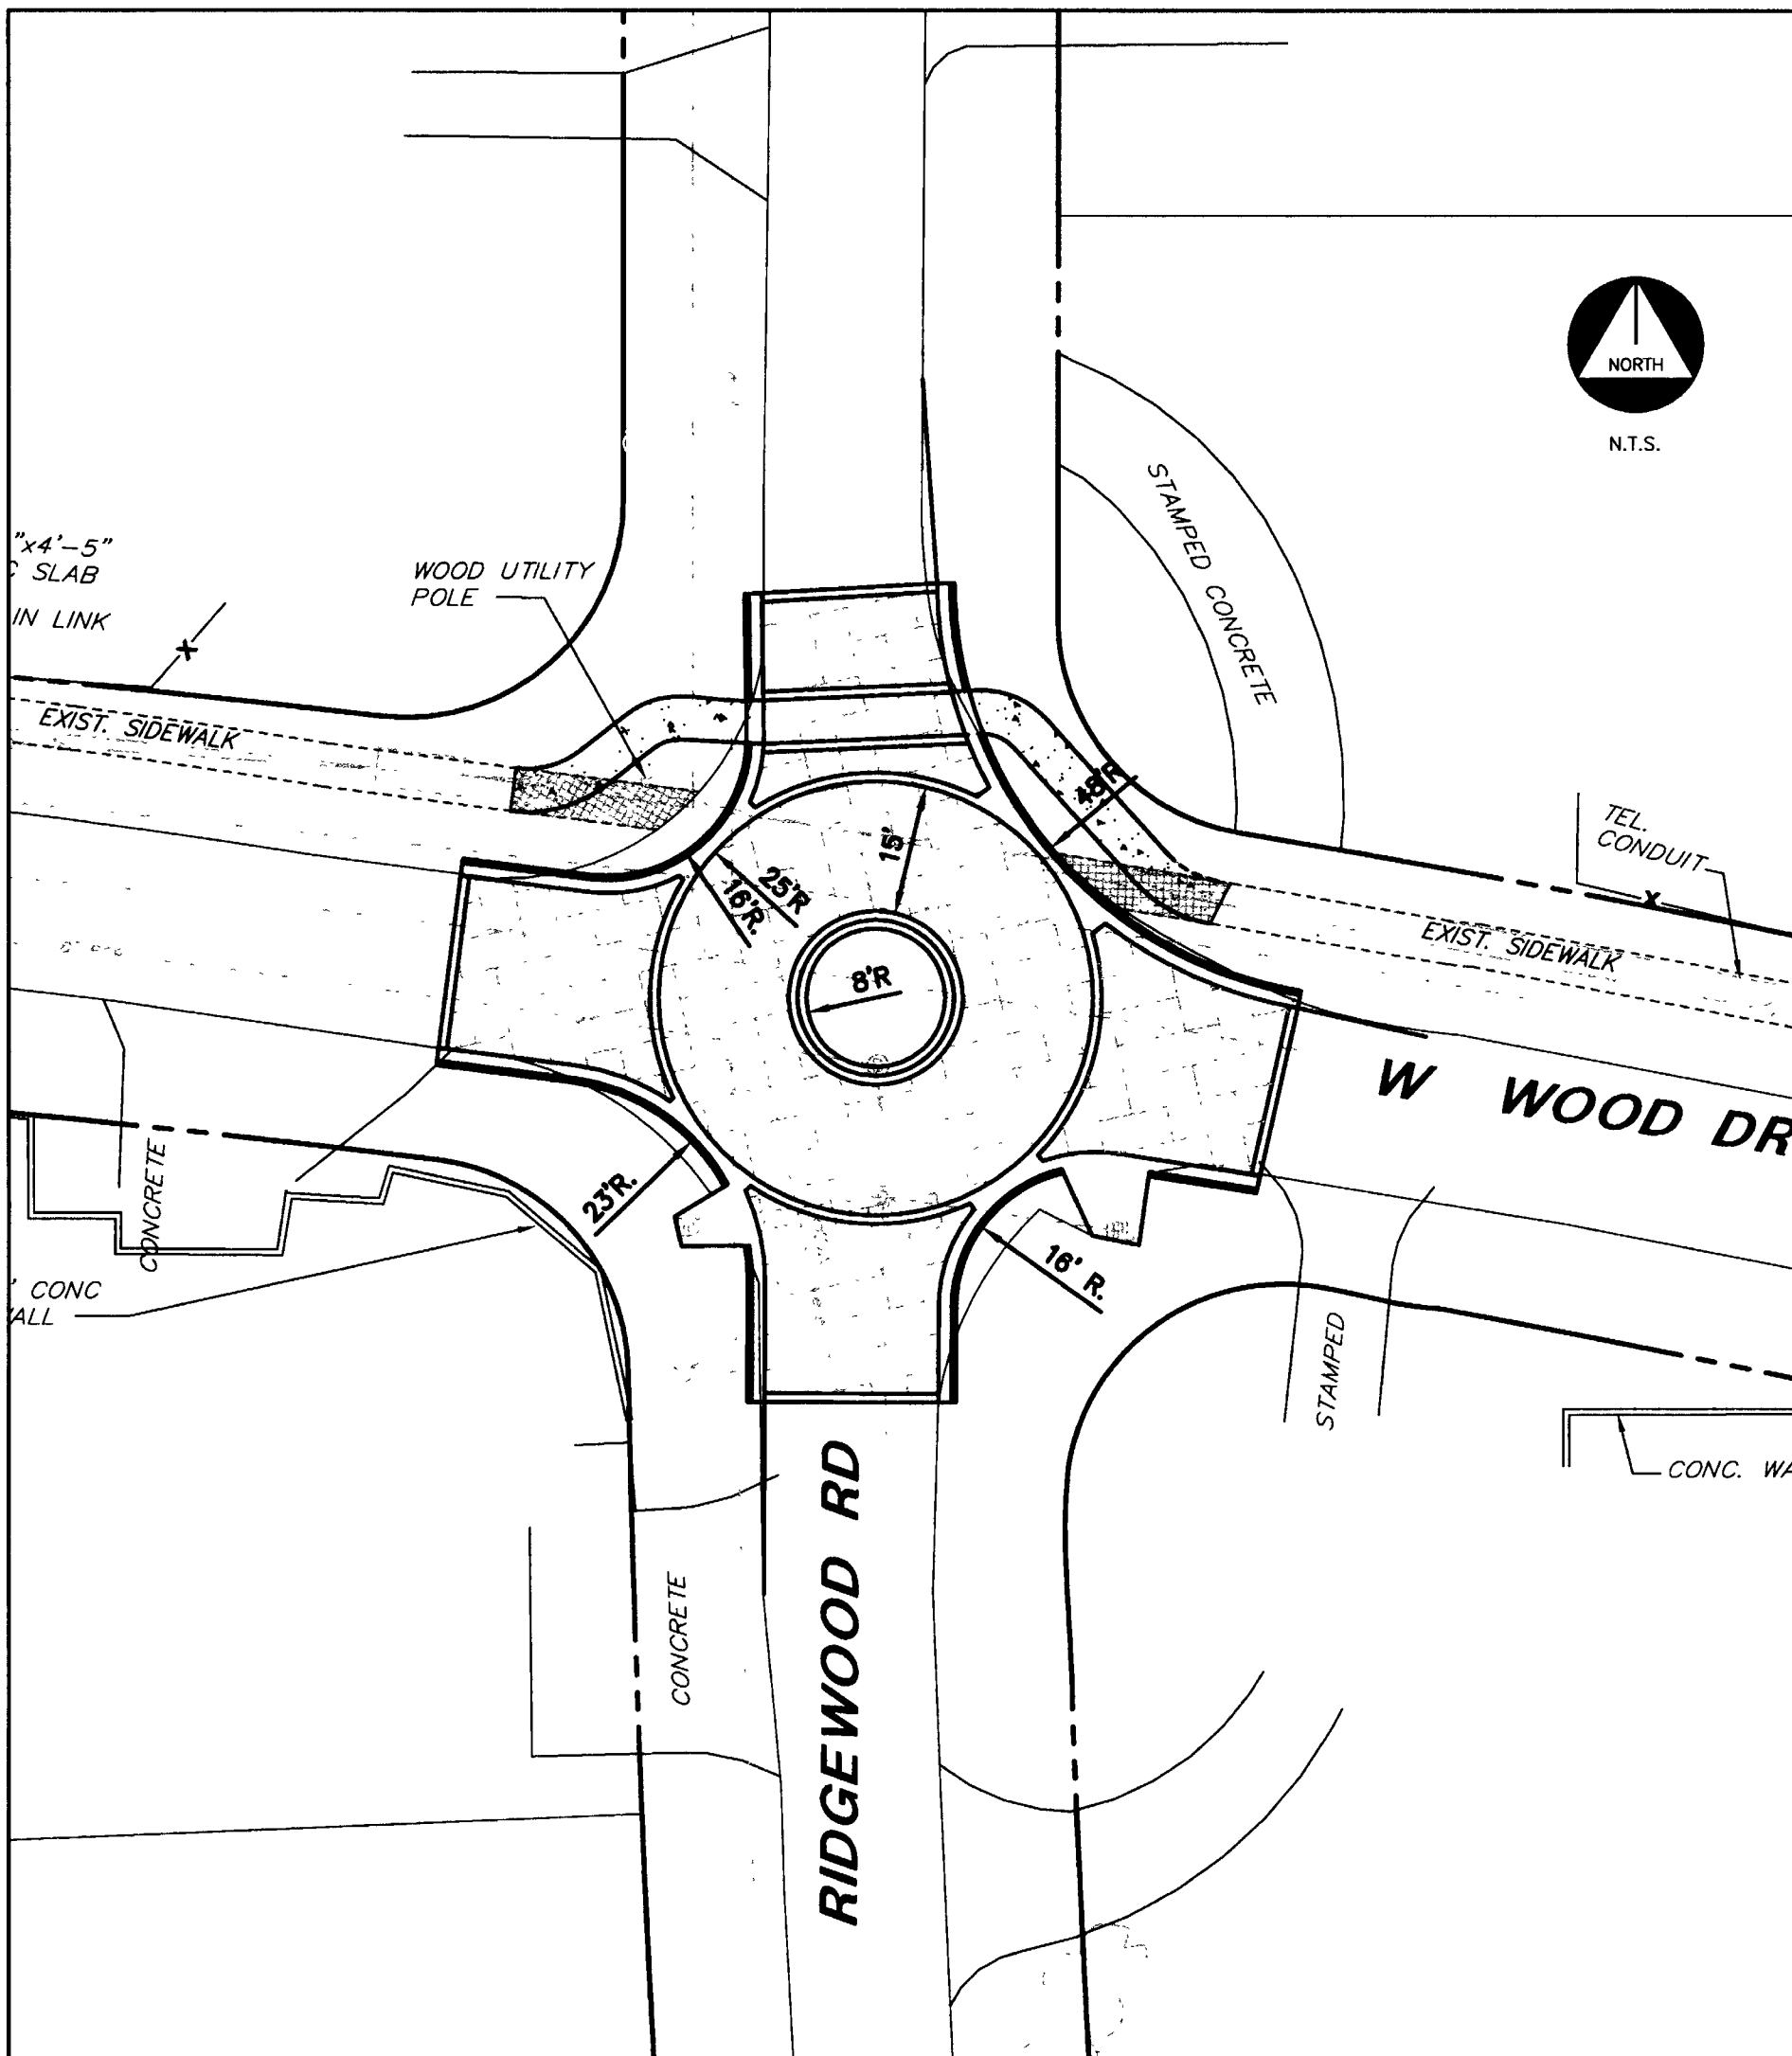 NORTH
N.T.S.
STAMPED CONCRETE
"x4'-5"
SLAB
IN LINK
WOOD UTILITY
POLE
X
EXIST. SIDEWALK
48'R
15'
25'R
16'R.
8'R
TEL.
CONDUIT
X
EXIST. SIDEWALK
W WOOD DR
CONCRETE
23'R.
16' R.
' CONC
ALL
STAMPED
CONC. WA
RIDGEWOOD RD
CONCRETE